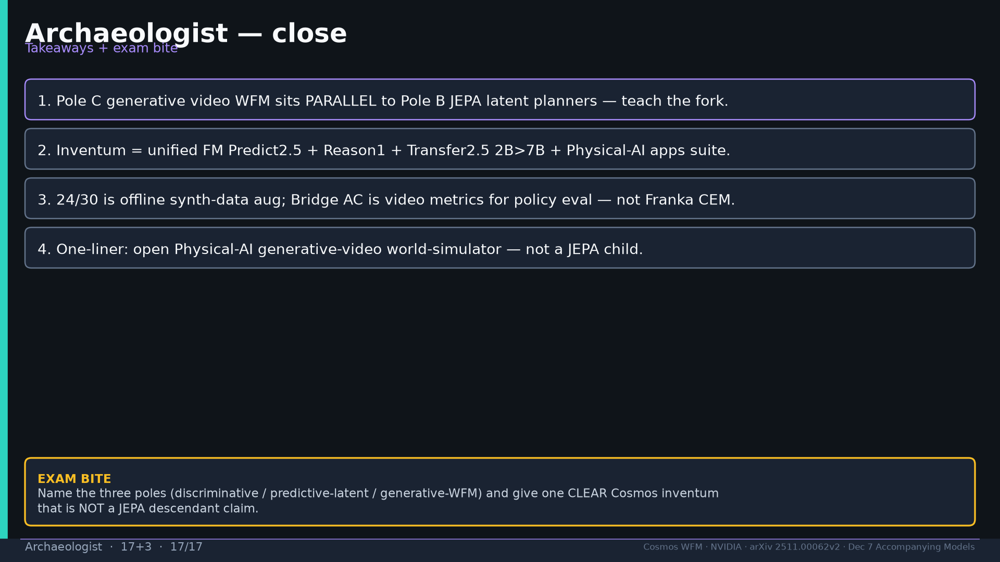 Archaeologist — close
Takeaways + exam bite
1. Pole C generative video WFM sits PARALLEL to Pole B JEPA latent planners — teach the fork.
2. Inventum = unified FM Predict2.5 + Reason1 + Transfer2.5 2B>7B + Physical-AI apps suite.
3. 24/30 is offline synth-data aug; Bridge AC is video metrics for policy eval — not Franka CEM.
4. One-liner: open Physical-AI generative-video world-simulator — not a JEPA child.
EXAM BITE
Name the three poles (discriminative / predictive-latent / generative-WFM) and give one CLEAR Cosmos inventum
that is NOT a JEPA descendant claim.
Archaeologist · 17+3 · 17/17
Cosmos WFM · NVIDIA · arXiv 2511.00062v2 · Dec 7 Accompanying Models